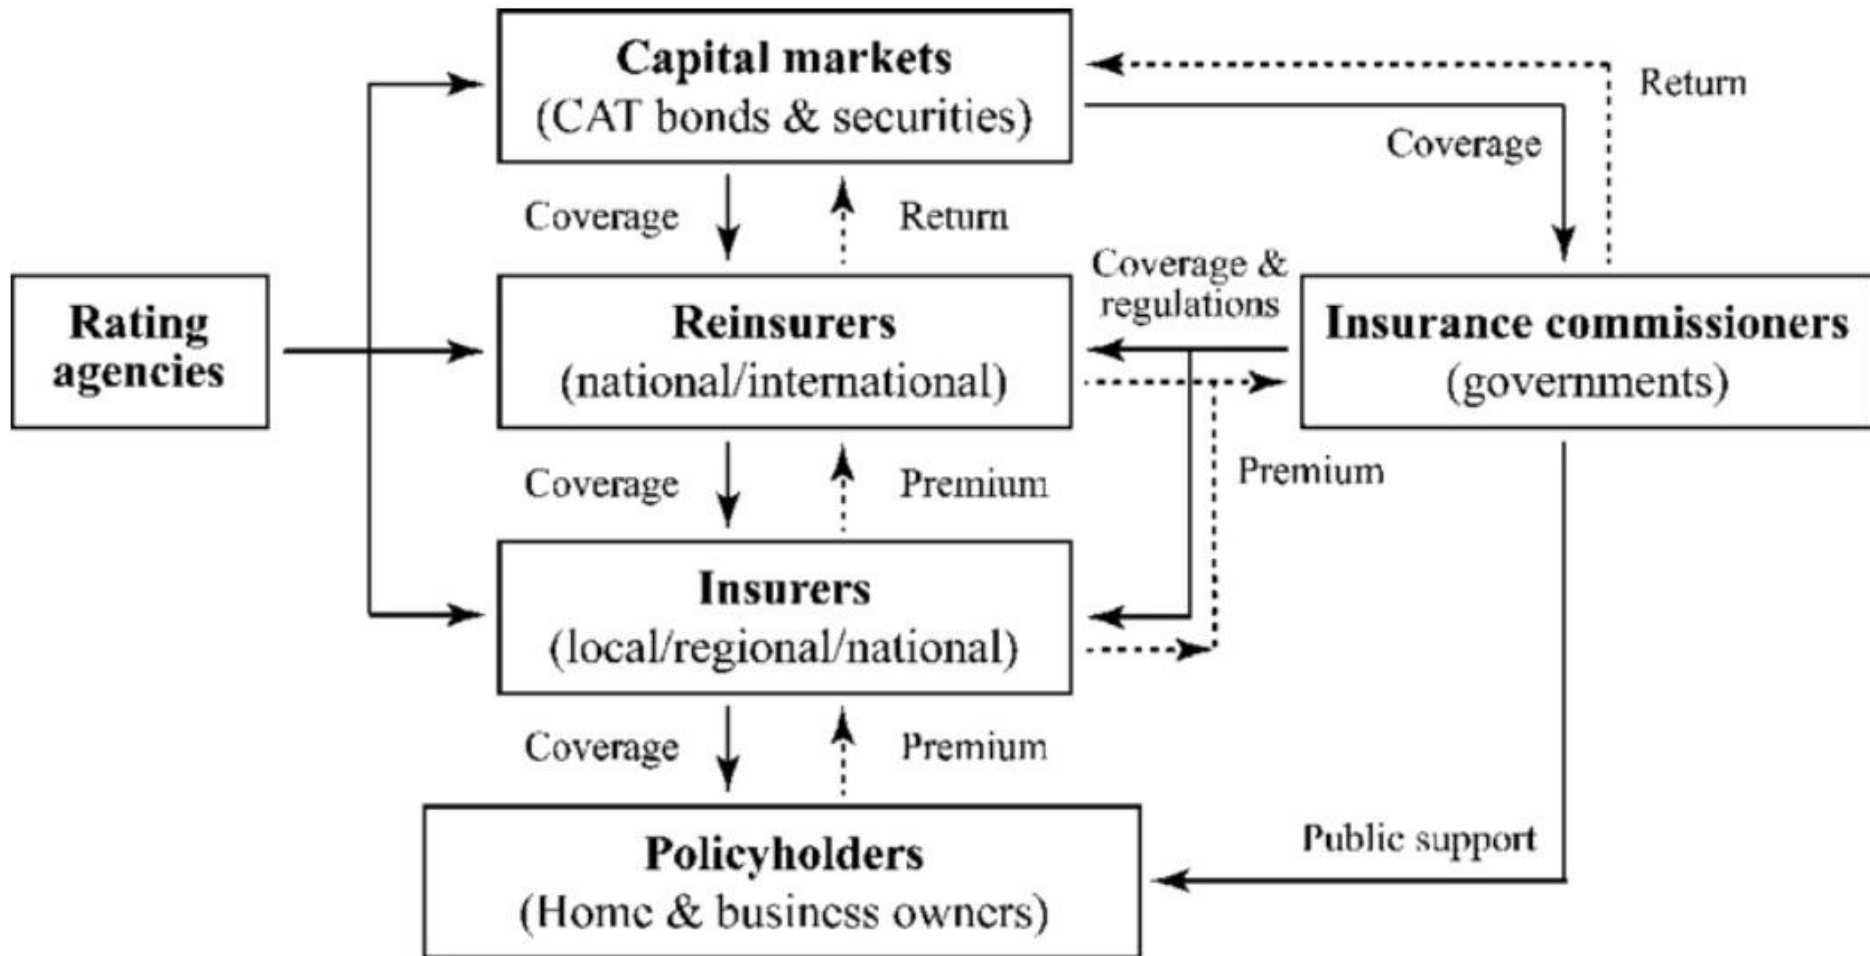 Capital markets
(CAT bonds & securities)
Return
Coverage
Coverage
Return
Rating
agencies
Reinsurers
(national/international)
Coverage &
regulations
Insurance commissioners
(governments)
Coverage
Premium
Premium
Insurers
(local/regional/national)
Coverage
Premium
Policyholders
(Home & business owners)
Public support